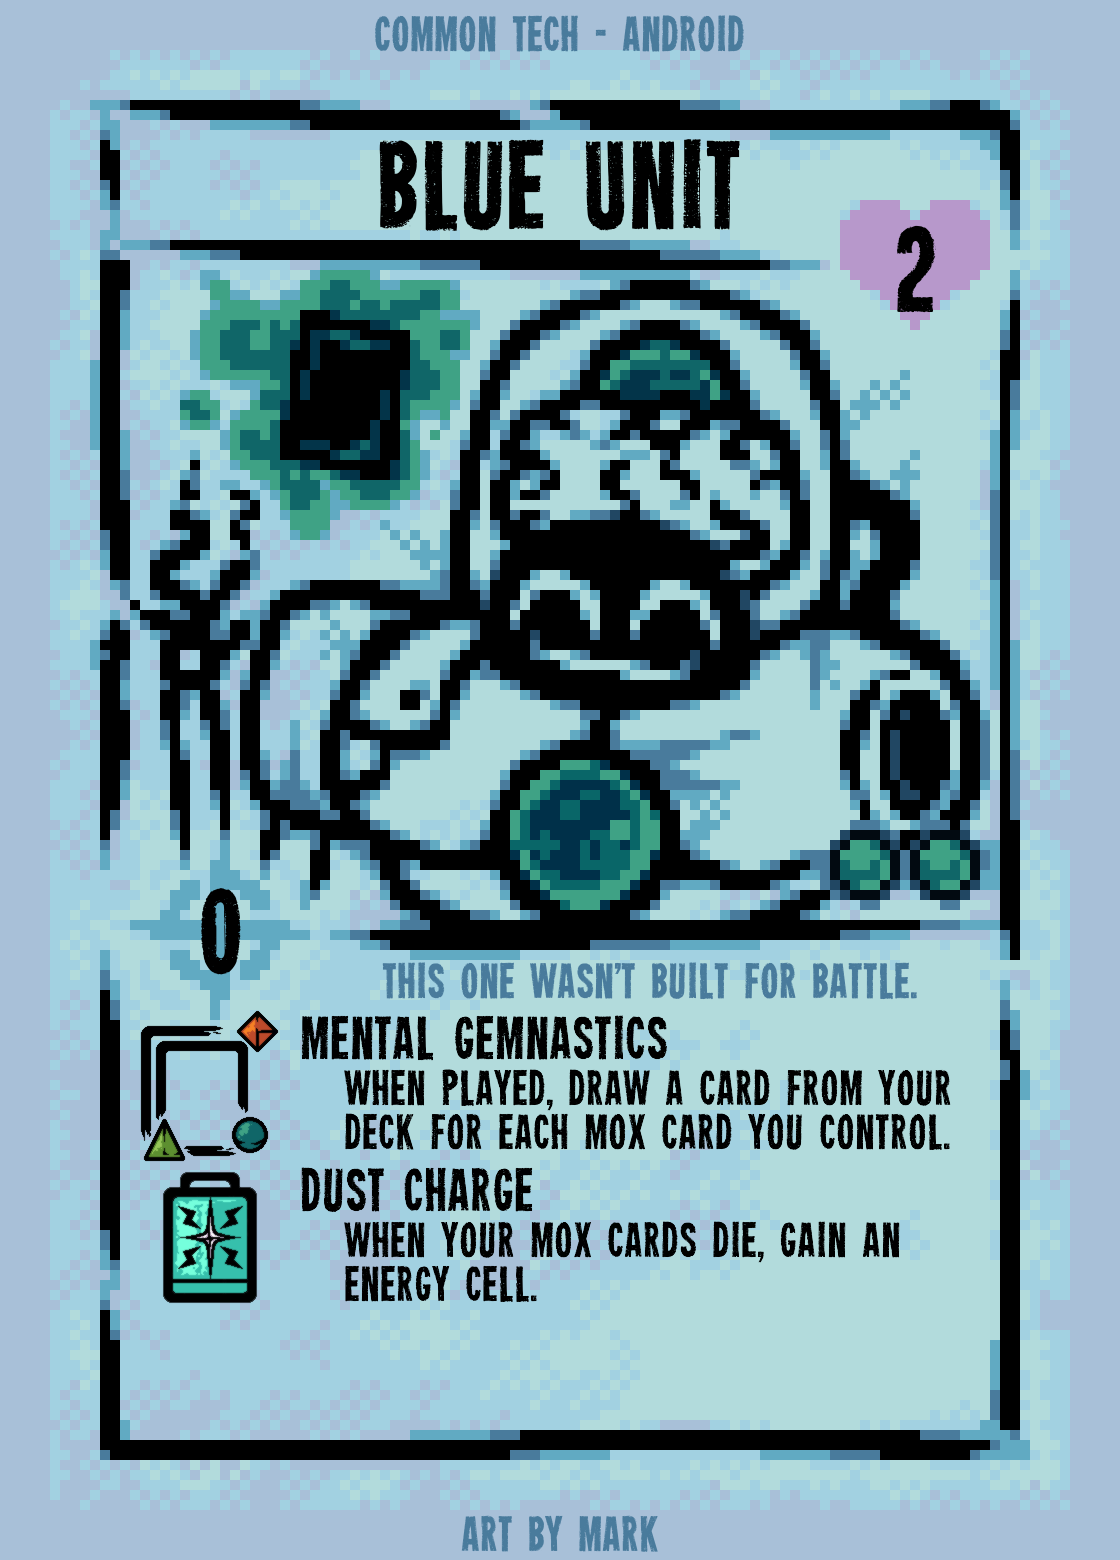 COMMON TECH - ANDROID
BLUE UNIT
2
0
THIS ONE WASN'T BUILT FOR BATTLE.
MENTAL GEMNASTICS
WHEN PLAYED, DRAW A CARD FROM YOUR
DECK FOR EACH MOX CARD YOU CONTROL.
DUST CHARGE
WHEN YOUR MOX CARDS DIE, GAIN AN
ENERGY CELL.
ART BY MARK